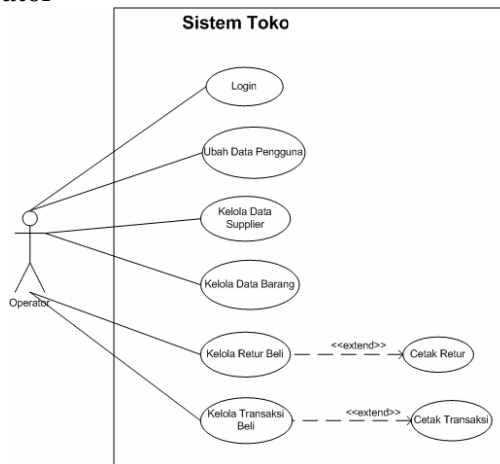 Sistem Toko
Login
Ubah Data Pengguna
Kelola Data
Supplier
Kelola Data Barang
Operator
Kelola Retur Beli
<<extend>>
Cetak Retur
Kelola Transaksi
Beli
<<extend>>
Cetak Transaksi